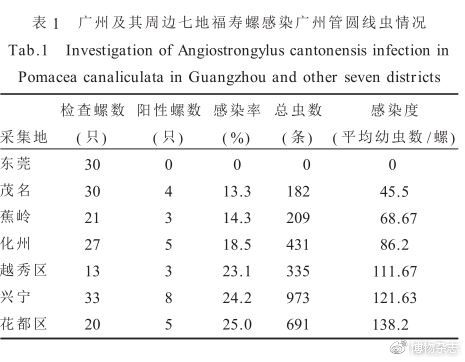 表 1 广州及其周边七地福寿螺感染广州管圆线虫情况
Tab.1 Investigation of Angiostrongylus cantonensis infection in
Pomacea canaliculata in Guangzhou and other seven districts
采集地 检查螺数(只) 阳性螺数(只) 感染率(%) 总虫数(条) 感染度(平均幼虫数/螺)
东莞 30 0 0 0 0
茂名 30 4 13.3 182 45.5
蕉岭 21 3 14.3 209 68.67
化州 27 5 18.5 431 86.2
越秀区 13 3 23.1 335 111.67
兴宁 33 8 24.2 973 121.63
花都区 20 5 25.0 691 138.2